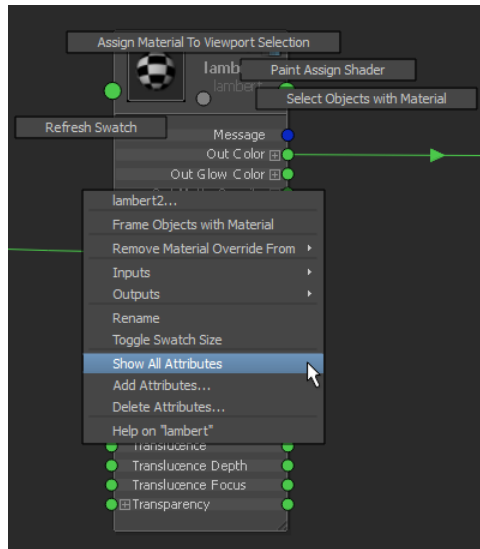 Assign Material To Viewport Selection
lamb
Paint Assign Shader
lambert
Select Objects with Material
Refresh Swatch
Message
Out Color
Out Glow Color
lambert2...
Frame Objects with Material
Remove Material Override From
Inputs
Outputs
Rename
Toggle Swatch Size
Show All Attributes
Add Attributes...
Delete Attributes...
Help on "lambert"
Translucence
Translucence Depth
Translucence Focus
Transparency